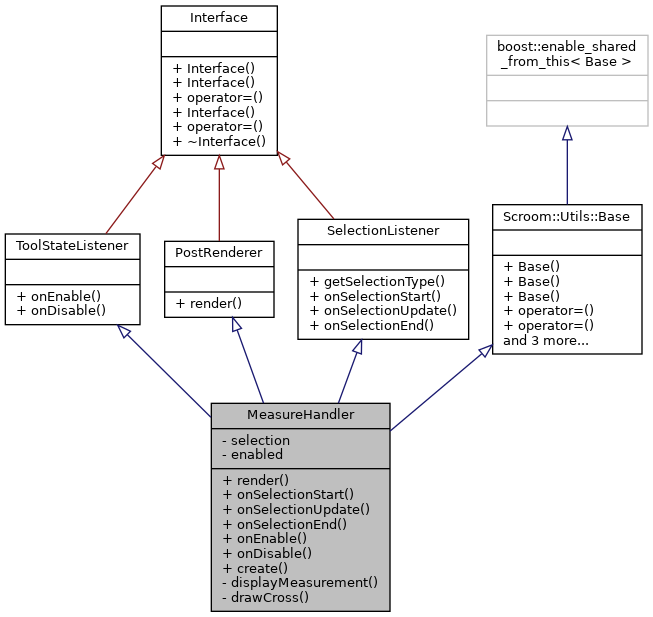 Interface
+ Interface()
+ Interface()
+ operator=()
+ Interface()
+ operator=()
+ ~Interface()
boost::enable_shared
_from_this< Base >
ToolStateListener
+ onEnable()
+ onDisable()
PostRenderer
+ render()
SelectionListener
+ getSelectionType()
+ onSelectionStart()
+ onSelectionUpdate()
+ onSelectionEnd()
Scroom::Utils::Base
+ Base()
+ Base()
+ Base()
+ operator=()
+ operator=()
and 3 more...
MeasureHandler
- selection
- enabled
+ render()
+ onSelectionStart()
+ onSelectionUpdate()
+ onSelectionEnd()
+ onEnable()
+ onDisable()
+ create()
- displayMeasurement()
- drawCross()